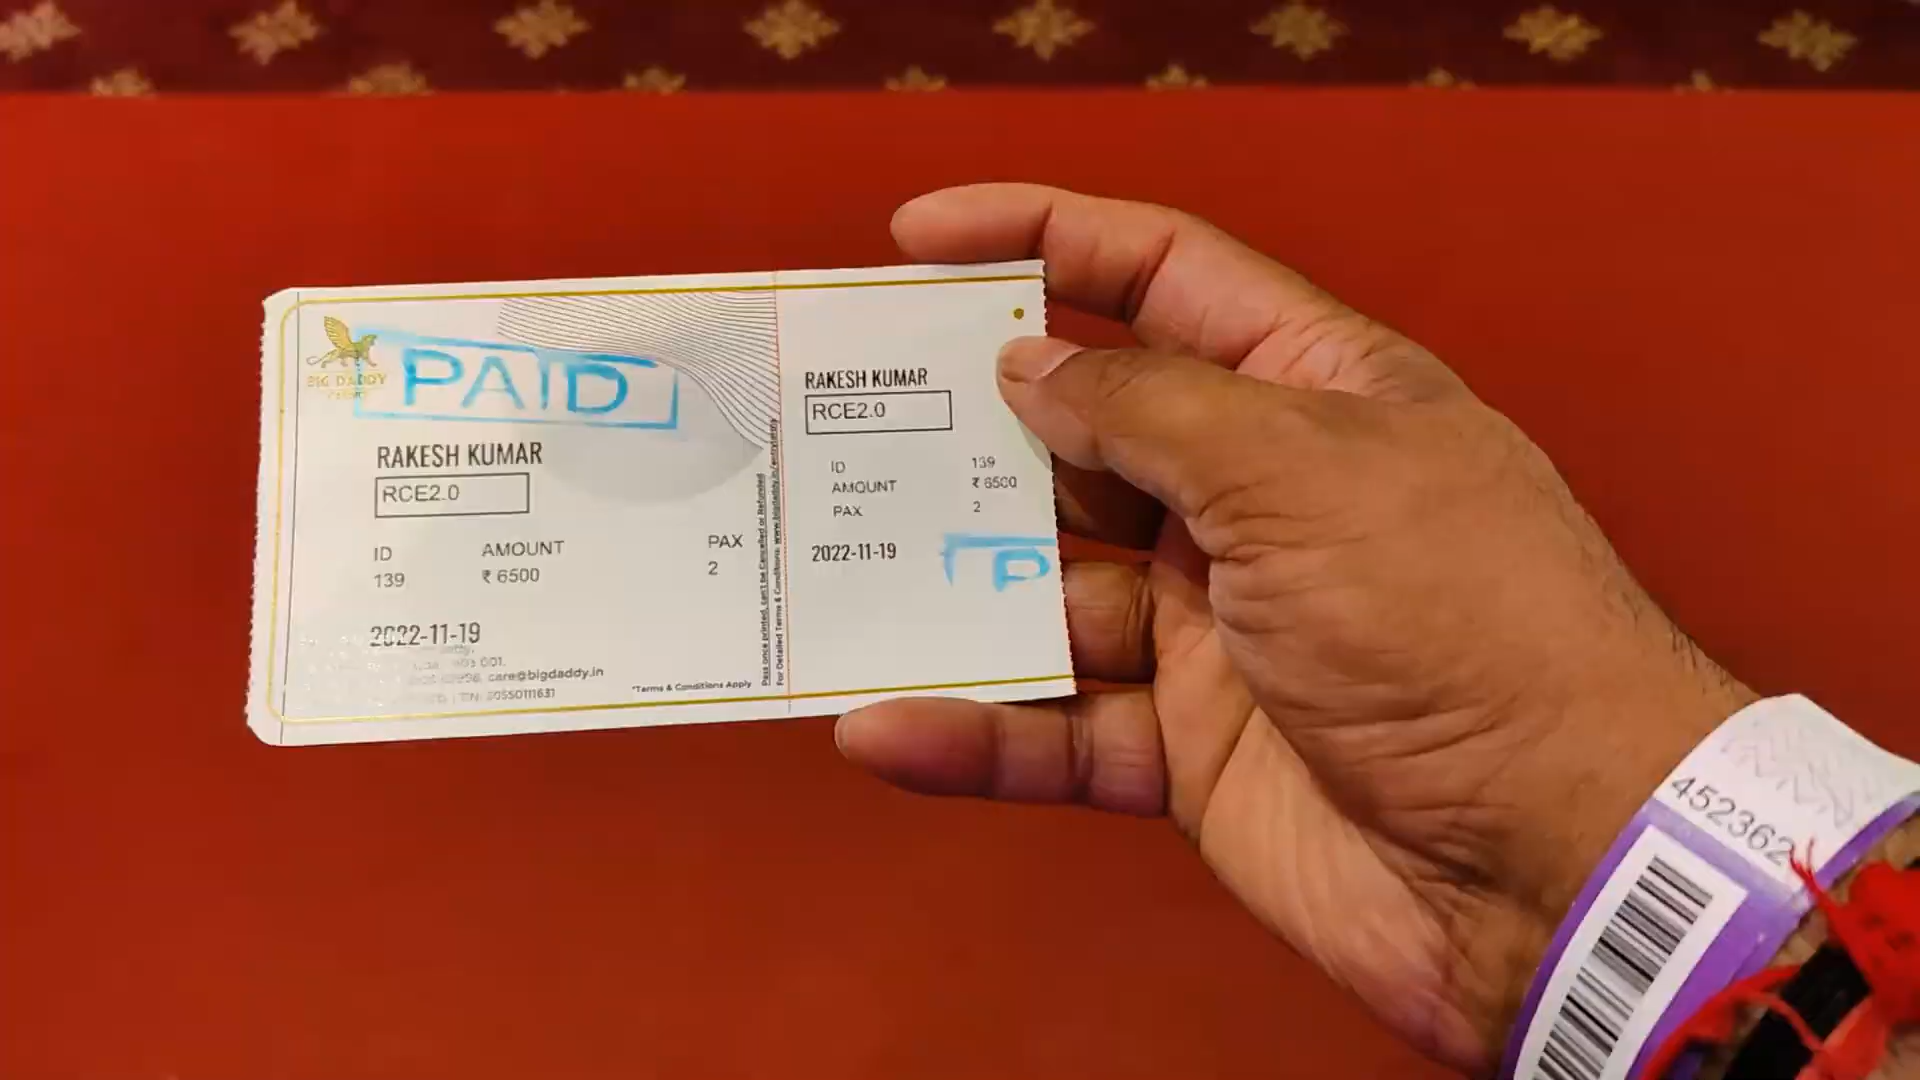 BIG DADDY
PAID
RAKESH KUMAR
RCE2.0
ID AMOUNT PAX
139 ₹ 6500 2
2022-11-19
care@bigdaddy.in
*Terms & Conditions Apply
Pass once printed, can't be Cancelled or Refunded
For Detailed Terms & Conditions: www.bigdaddy.in/entrydetails
RAKESH KUMAR
RCE2.0
ID 139
AMOUNT ₹ 6500
PAX 2
2022-11-19
P
452362